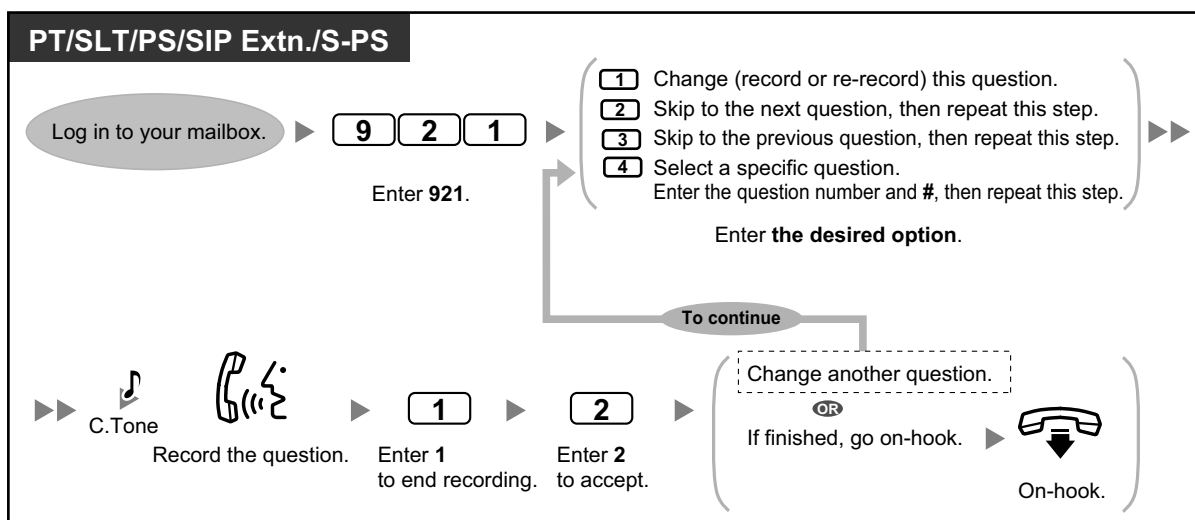 PT/SLT/PS/SIP Extn./S-PS
Log in to your mailbox.
9 2 1
Enter 921.
1 Change (record or re-record) this question.
2 Skip to the next question, then repeat this step.
3 Skip to the previous question, then repeat this step.
4 Select a specific question.
Enter the question number and #, then repeat this step.
Enter the desired option.
To continue
C.Tone
Record the question.
1
Enter 1
to end recording.
2
Enter 2
to accept.
Change another question.
OR
If finished, go on-hook.
On-hook.